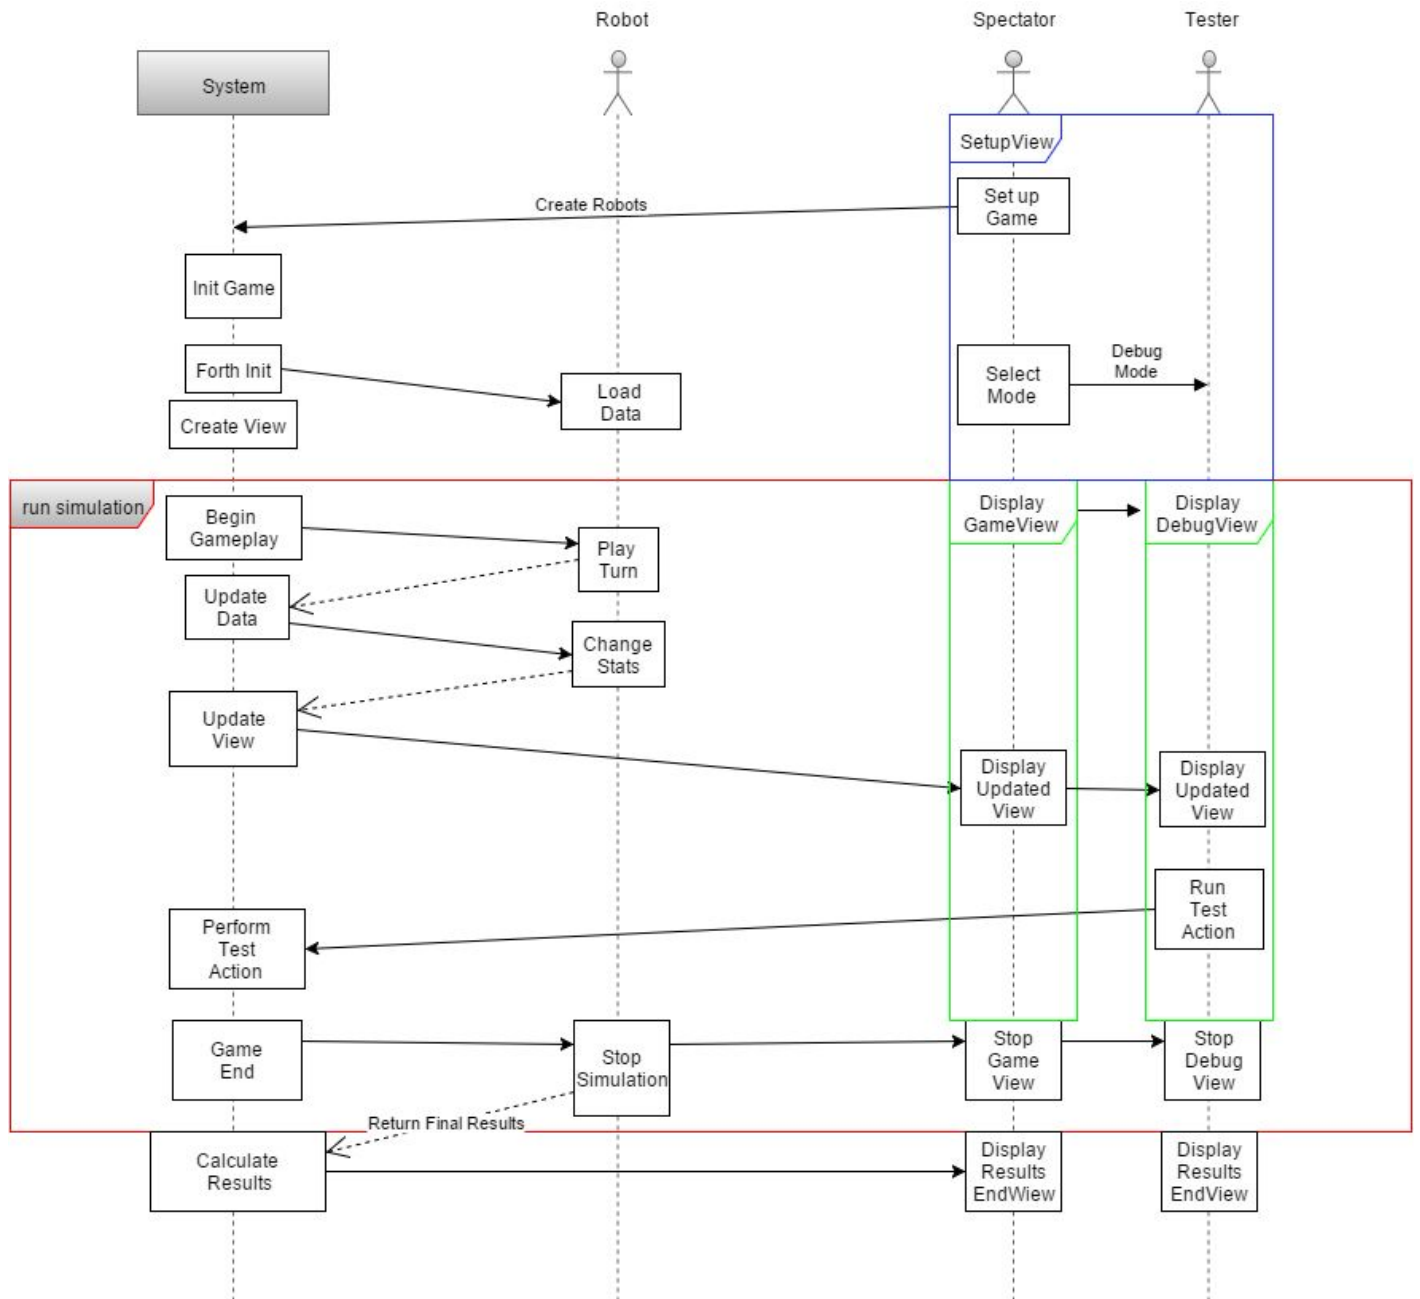 Robot
Spectator
Tester
System
SetupView
Set up
Game
Create Robots
Init Game
Forth Init
Load
Data
Select
Mode
Debug
Mode
Create View
run simulation
Begin
Gameplay
Display
GameView
Display
DebugView
Play
Turn
Update
Data
Change
Stats
Update
View
Display
Updated
View
Display
Updated
View
Run
Test
Action
Perform
Test
Action
Game
End
Stop
Simulation
Stop
Game
View
Stop
Debug
View
Return Final Results
Calculate
Results
Display
Results
EndWiew
Display
Results
EndView